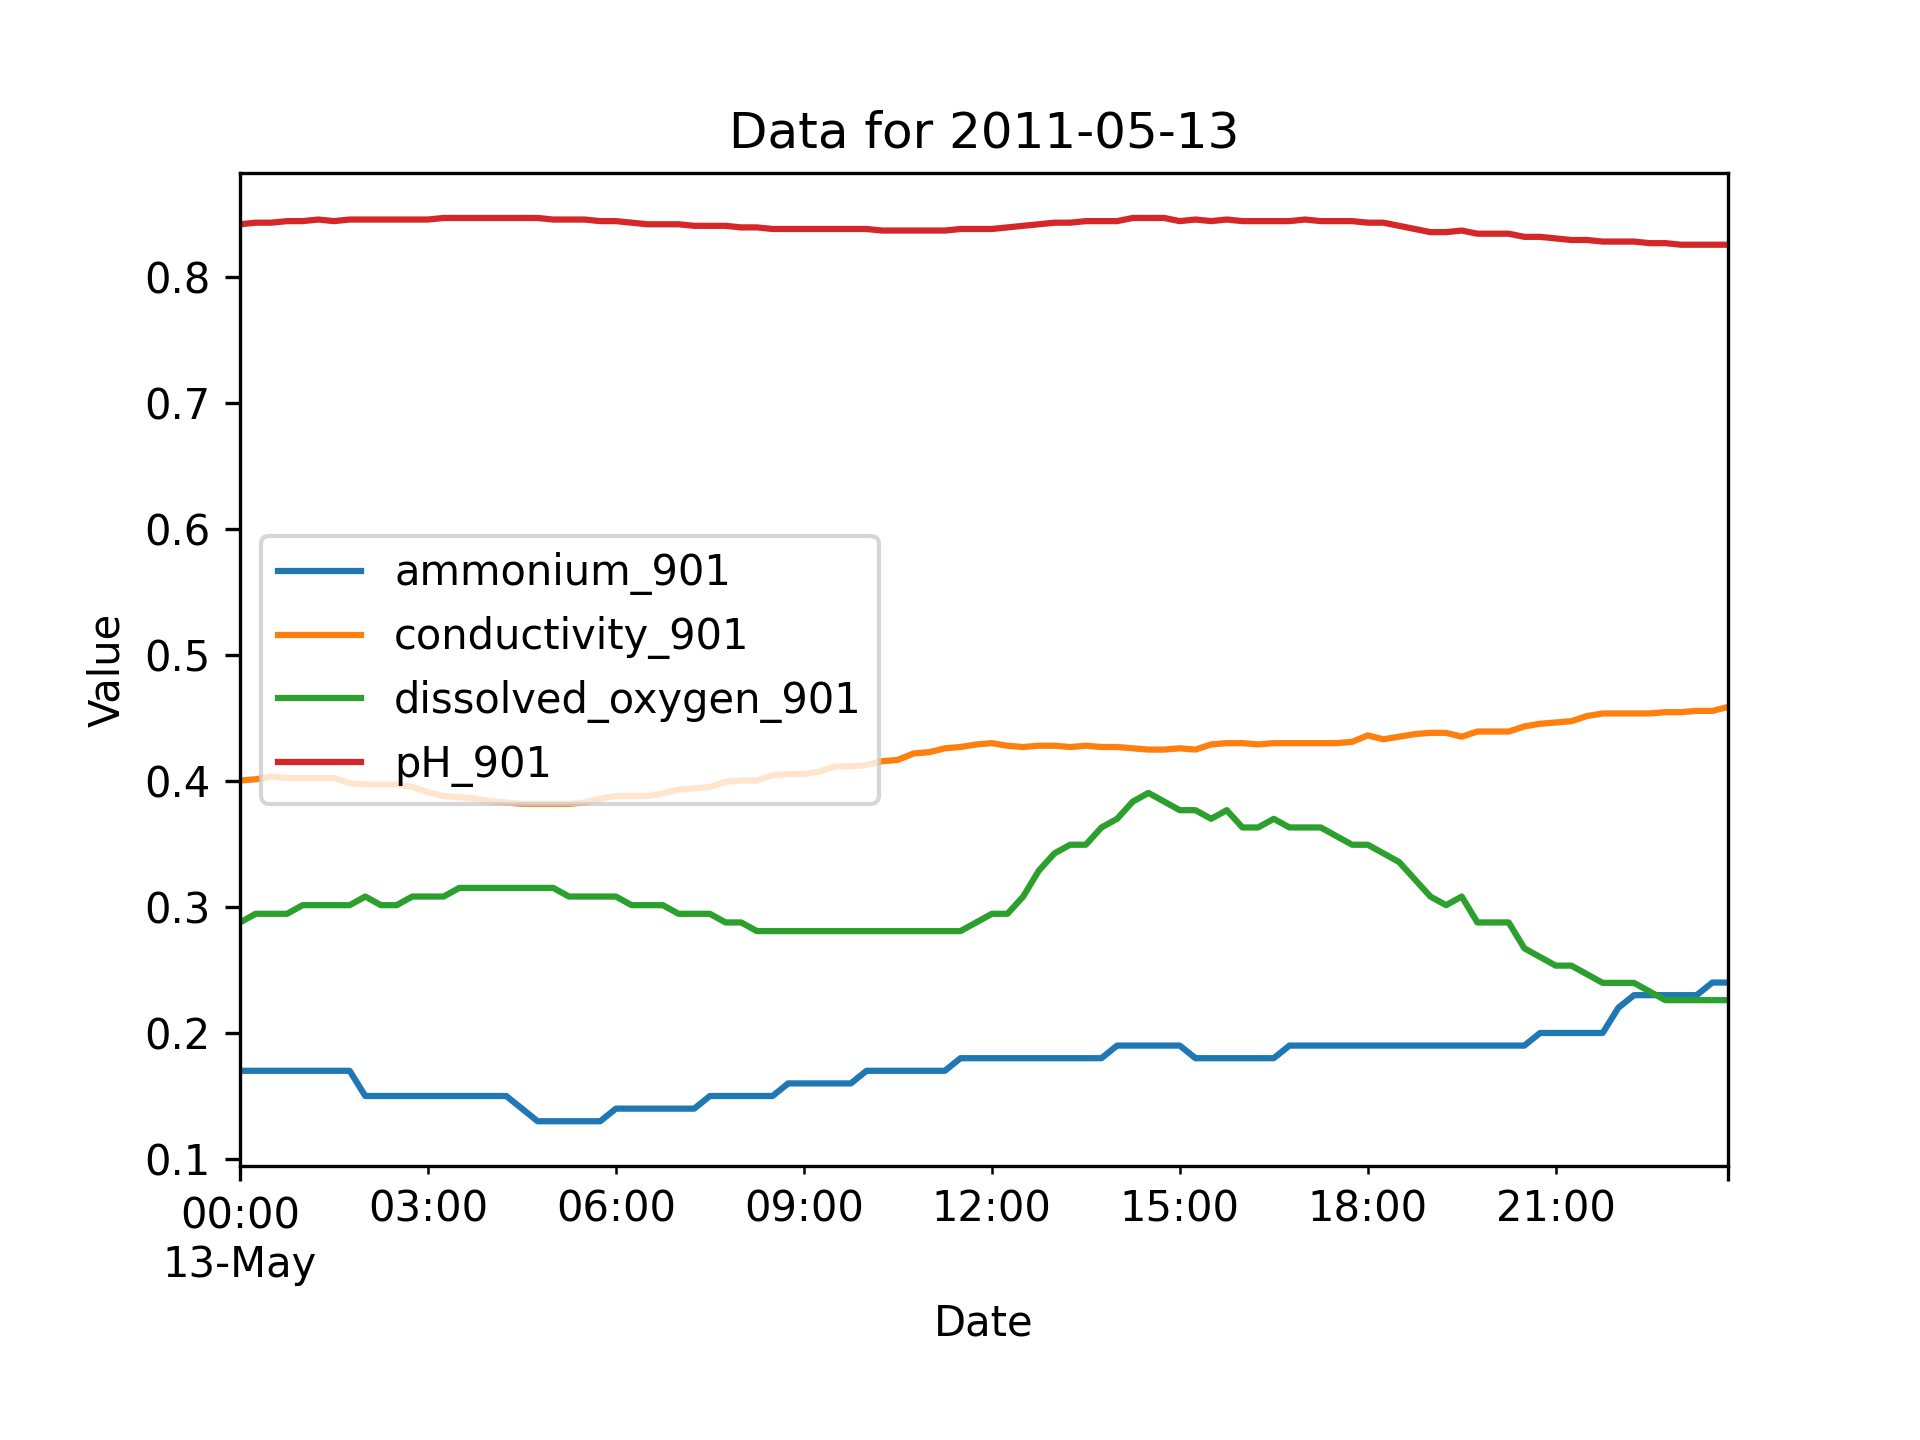 Data for 2011-05-13
Value
0.8
0.7
0.6
0.5
0.4
0.3
0.2
0.1
ammonium_901
conductivity_901
dissolved_oxygen_901
pH_901
00:00 03:00 06:00 09:00 12:00 15:00 18:00 21:00
13-May
Date